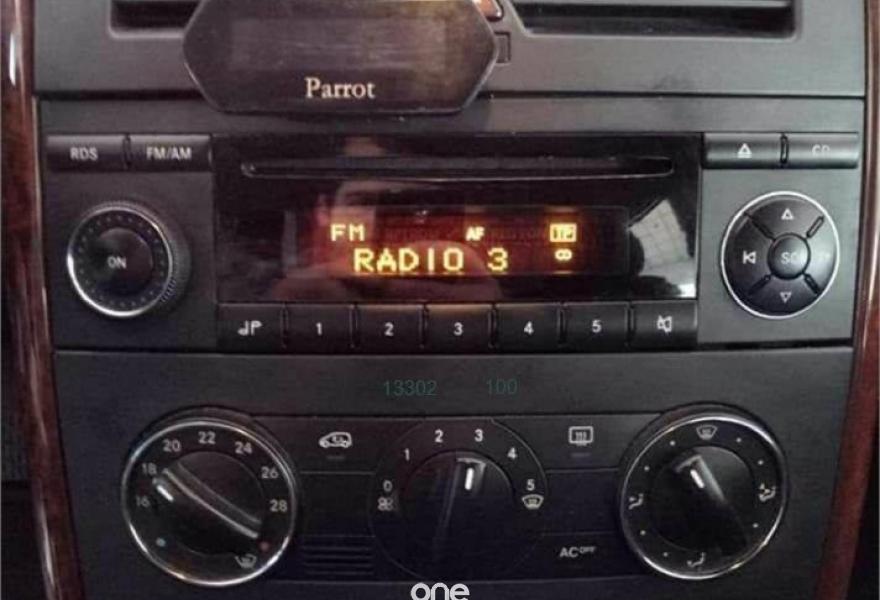 Parrot
RDS FM/AM CD
FM AF TP
RADIO 3
ON
1 2 3 4 5
13302 100
16 18 20 22 24 26 28
0 1 2 3 4 5
AC OFF
one